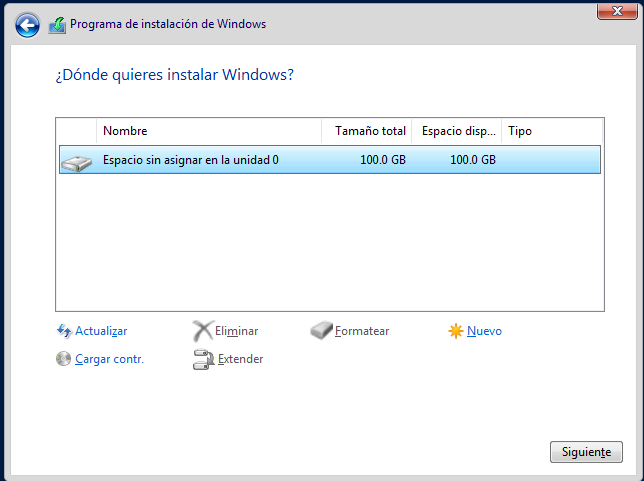 Programa de instalación de Windows
¿Dónde quieres instalar Windows?
Nombre Tamaño total Espacio disp... Tipo
Espacio sin asignar en la unidad 0 100.0 GB 100.0 GB
Actualizar Eliminar Formatear Nuevo
Cargar contr. Extender
Siguiente